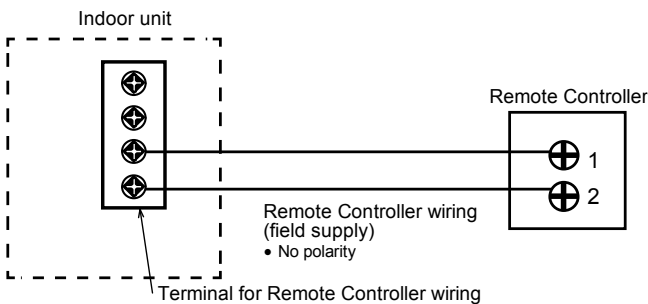 Indoor unit
Remote Controller
1
2
Remote Controller wiring
(field supply)
• No polarity
Terminal for Remote Controller wiring